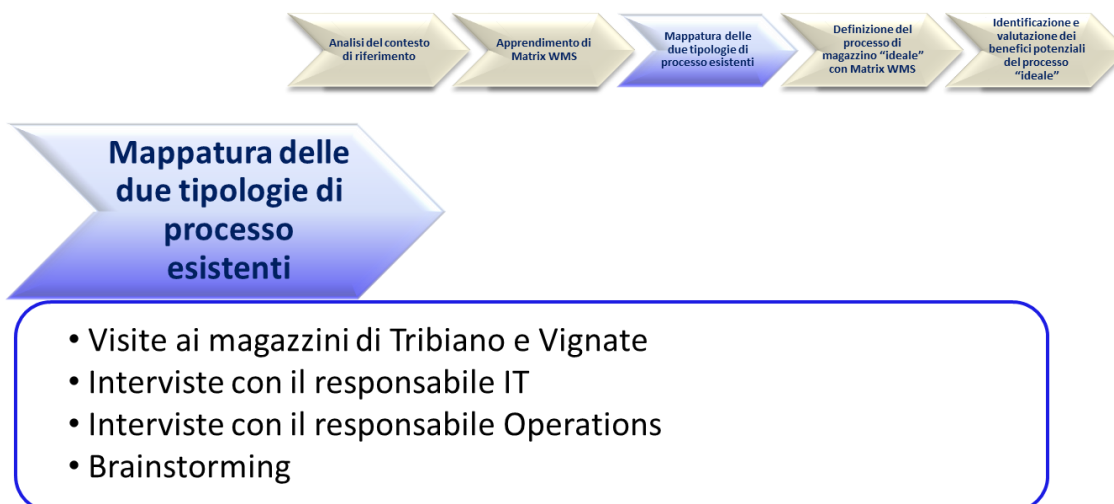 Analisi del contesto
di riferimento
Apprendimento di
Matrix WMS
Mappatura delle
due tipologie di
processo esistenti
Definizione del
processo di
magazzino “ideale”
con Matrix WMS
Identificazione e
valutazione dei
benefici potenziali
del processo
“ideale”
Mappatura delle
due tipologie di
processo
esistenti
• Visite ai magazzini di Tribiano e Vignate
• Interviste con il responsabile IT
• Interviste con il responsabile Operations
• Brainstorming